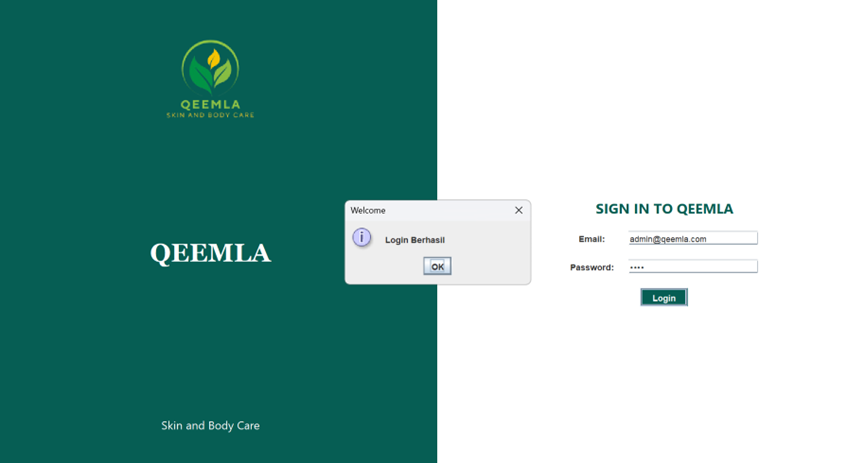 QEEMLA
SKIN AND BODY CARE
QEEMLA
Skin and Body Care
Welcome
Login Berhasil
OK
SIGN IN TO QEEMLA
Email: admin@qeemla.com
Password: ••••
Login